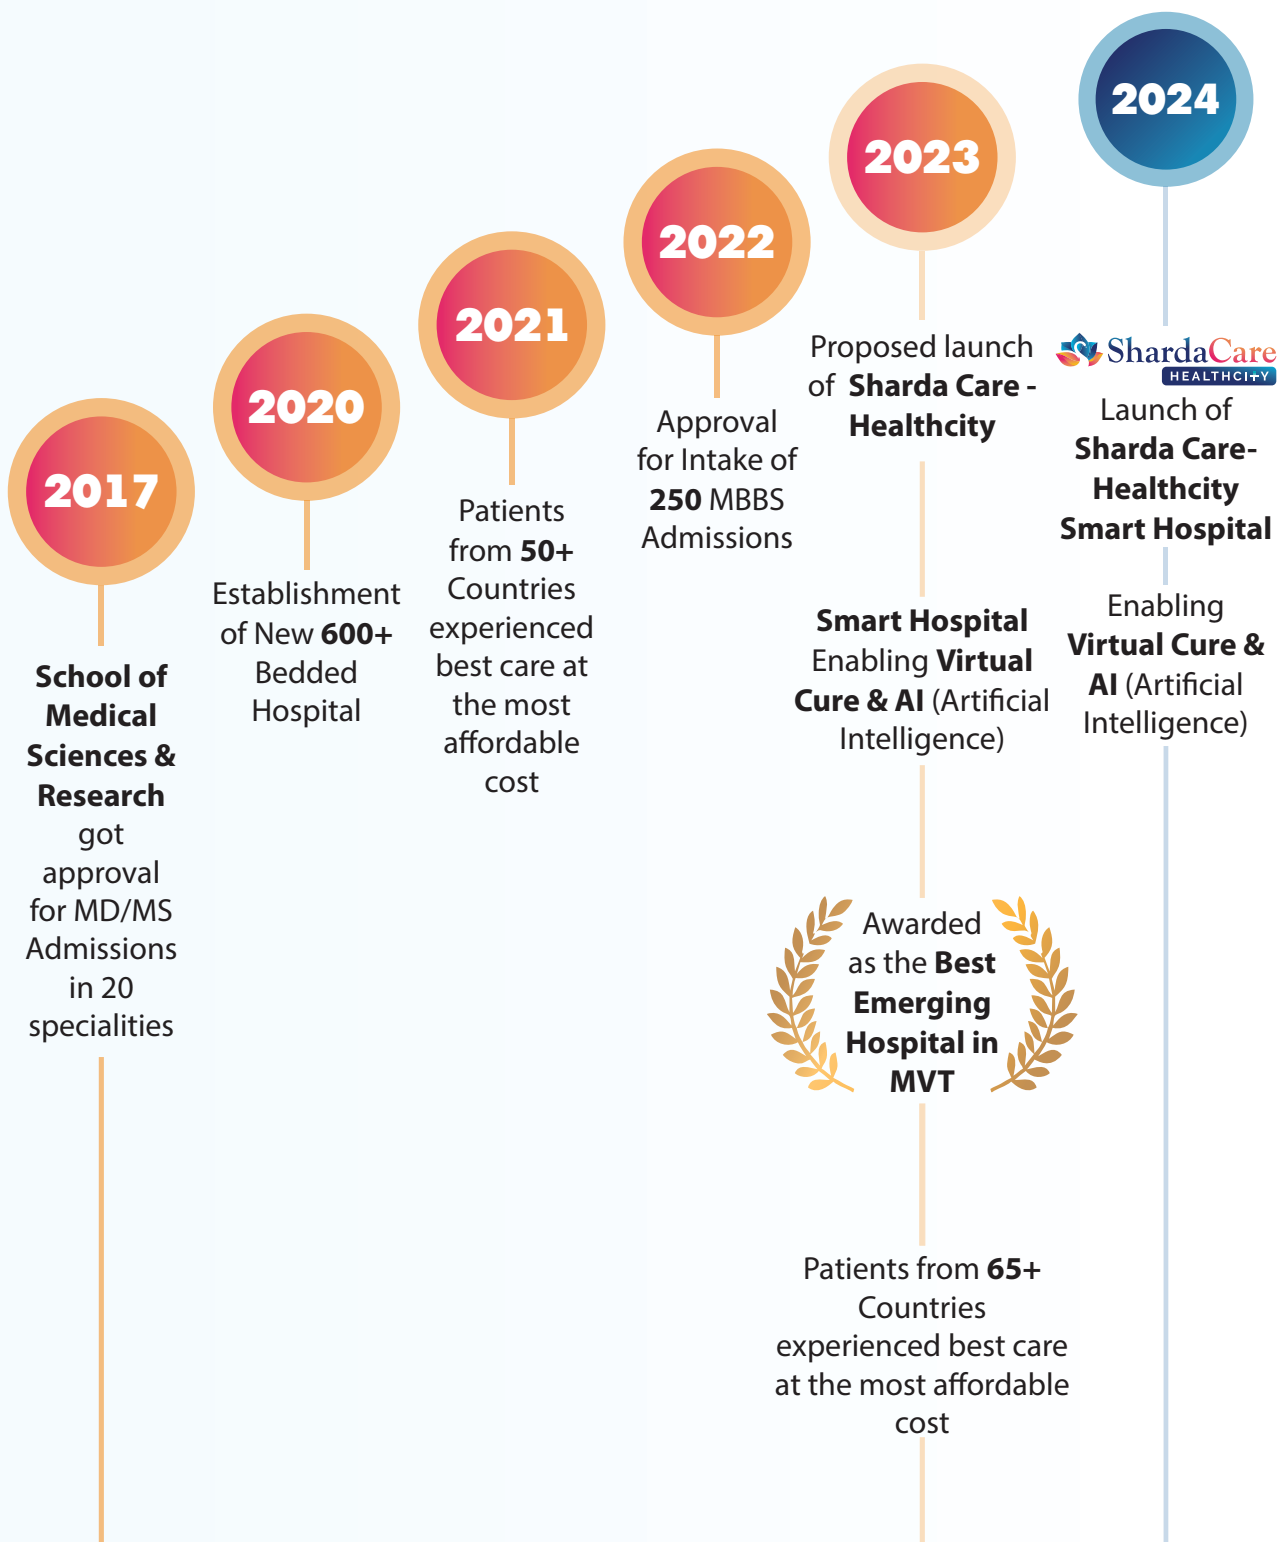 2017
School of
Medical
Sciences &
Research
got
approval
for MD/MS
Admissions
in 20
specialities
2020
Establishment
of New 600+
Bedded
Hospital
2021
Patients
from 50+
Countries
experienced
best care at
the most
affordable
cost
2022
Approval
for Intake of
250 MBBS
Admissions
2023
Proposed launch
of Sharda Care -
Healthcity
Smart Hospital
Enabling Virtual
Cure & AI (Artificial
Intelligence)
Awarded
as the Best
Emerging
Hospital in
MVT
Patients from 65+
Countries
experienced best care
at the most affordable
cost
2024
ShardaCare
HEALTHCITY
Launch of
Sharda Care-
Healthcity
Smart Hospital
Enabling
Virtual Cure &
AI (Artificial
Intelligence)